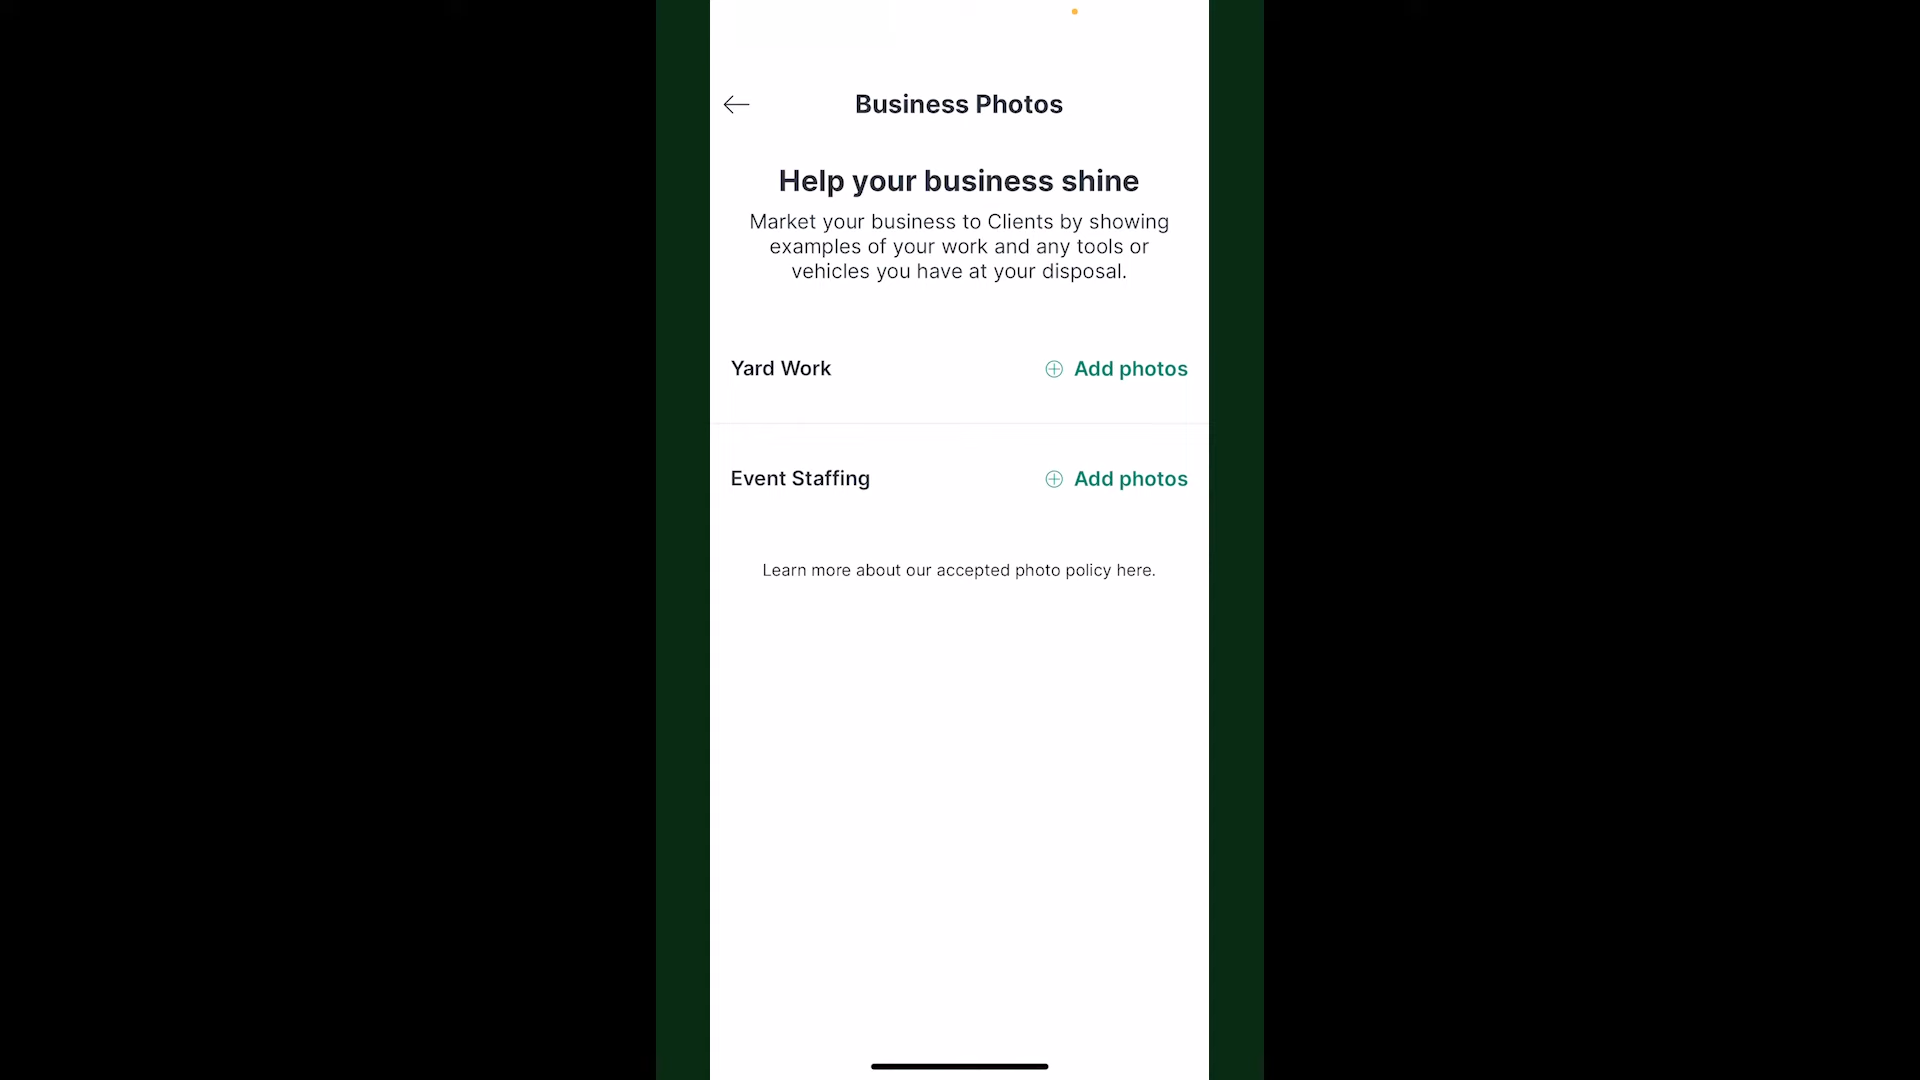 Business Photos
Help your business shine
Market your business to Clients by showing
examples of your work and any tools or
vehicles you have at your disposal.
Yard Work
Add photos
Event Staffing
Add photos
Learn more about our accepted photo policy here.